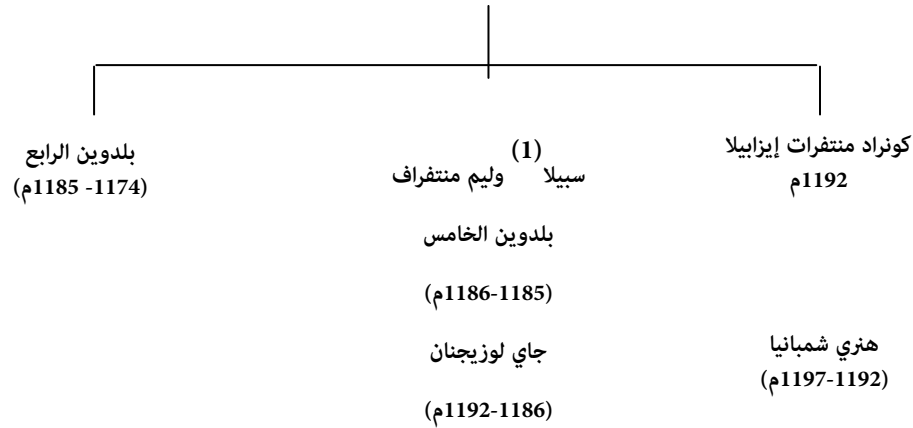 كونراد منتفرات إيزابيلا
1192م
سبيلا (1) وليم منتفراف
بلدوين الرابع
(1174- 1185م)
بلدوين الخامس
(1185-1186م)
جاي لوزيجنان
(1186-1192م)
هنري شمبانيا
(1192-1197م)